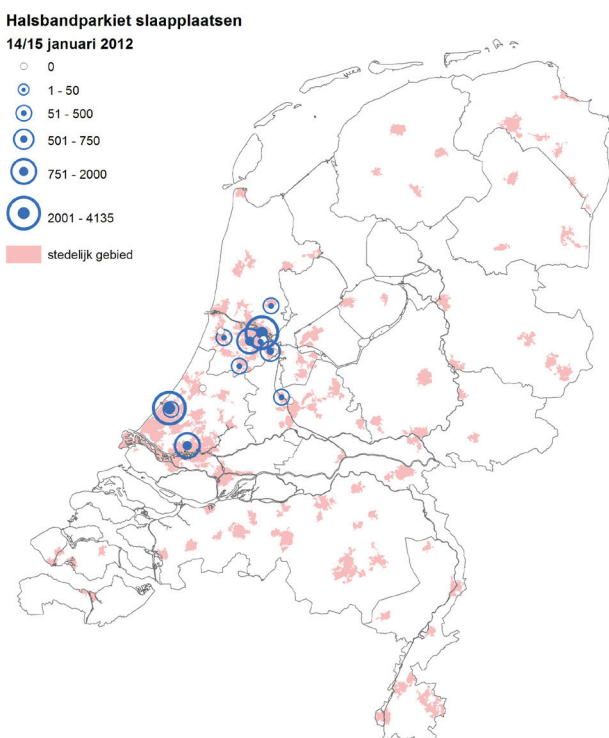 Halsbandparkiet slaapplaatsen
14/15 januari 2012
0
1 - 50
51 - 500
501 - 750
751 - 2000
2001 - 4135
stedelijk gebied